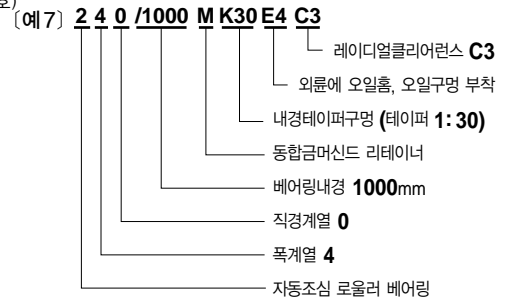 호)
〔예 7〕 2 4 0 /1000 M K30 E4 C3
레이디얼클리어런스 C3
외륜에 오일홈, 오일구멍 부착
내경테이퍼구멍 (테이퍼 1: 30)
동합금머신드 리테이너
베어링내경 1000mm
직경계열 0
폭계열 4
자동조심 로울러 베어링